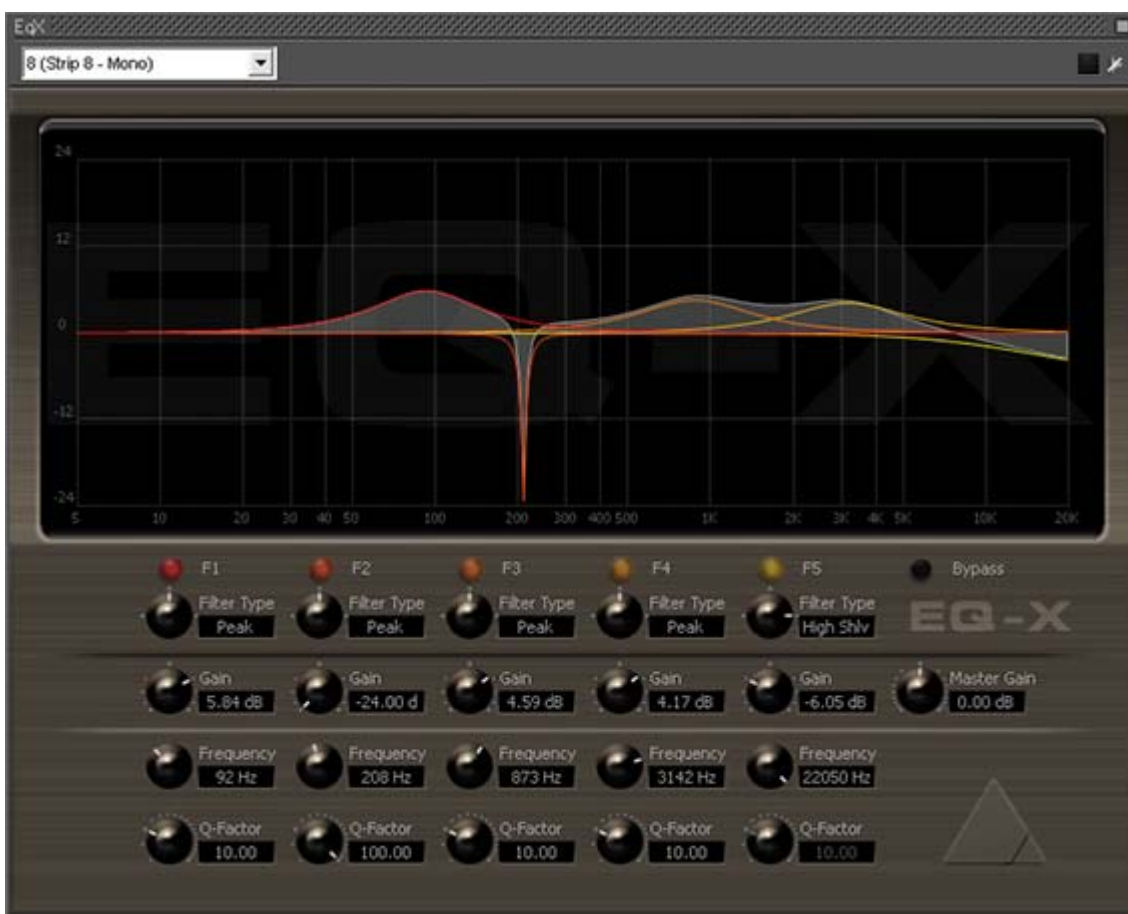 EqX
8 (Strip 8 - Mono)
EQ-X
24
12
0
-12
-24
5 10 20 30 40 50 100 200 300 400 500 1K 2K 3K 4K 5K 10K 20K
F1 F2 F3 F4 F5 Bypass
Filter Type Filter Type Filter Type Filter Type Filter Type
Peak Peak Peak Peak High Shlv
EQ-X
Gain Gain Gain Gain Gain Master Gain
5.84 dB -24.00 d 4.59 dB 4.17 dB -6.05 dB 0.00 dB
Frequency Frequency Frequency Frequency Frequency
92 Hz 208 Hz 873 Hz 3142 Hz 22050 Hz
Q-Factor Q-Factor Q-Factor Q-Factor Q-Factor
10.00 100.00 10.00 10.00 10.00